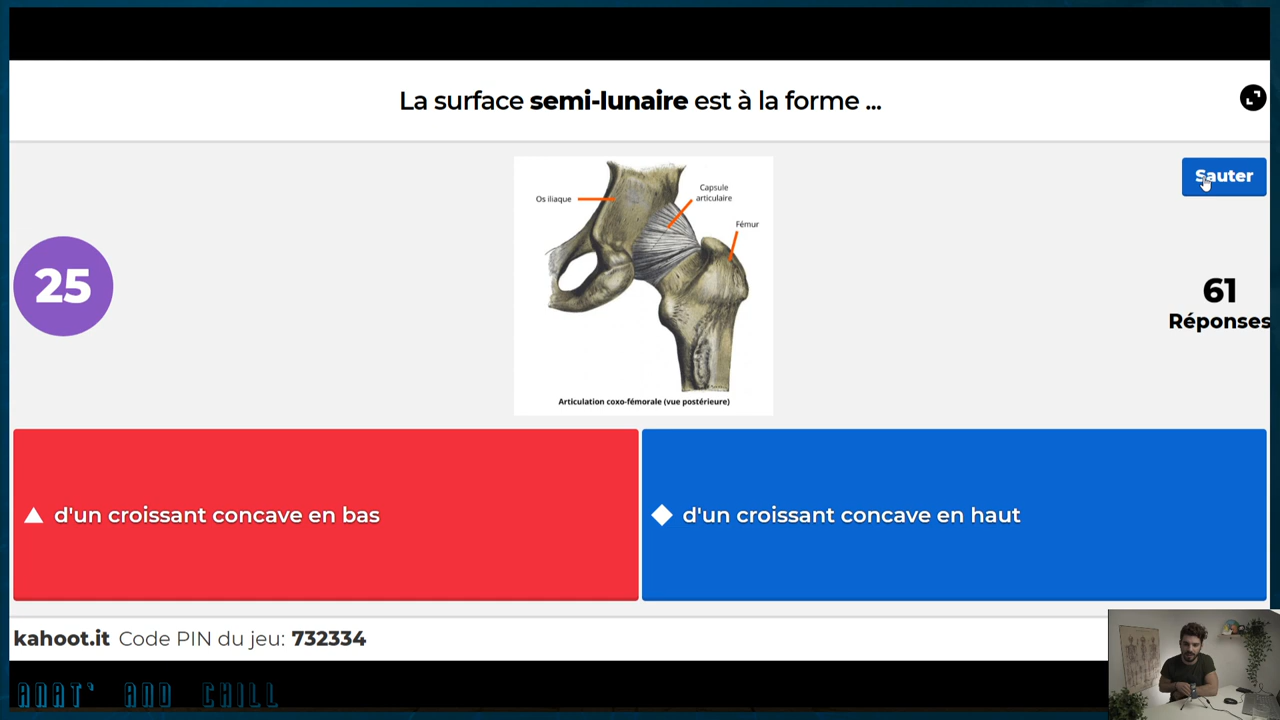 La surface semi-lunaire est à la forme ...
Sauter
Os iliaque
Capsule
articulaire
Fémur
25
61
Réponses
Articulation coxo-fémorale (vue postérieure)
d'un croissant concave en bas
d'un croissant concave en haut
kahoot.it Code PIN du jeu: 732334
ANAT' AND CHILL